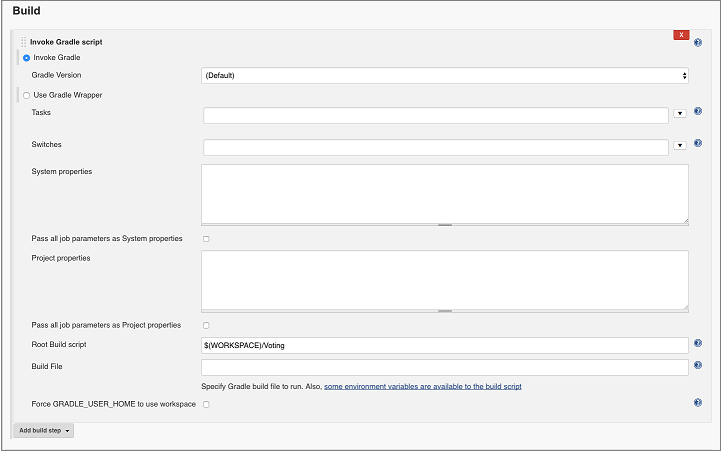 Build
Invoke Gradle script
X
Invoke Gradle
Gradle Version
(Default)
Use Gradle Wrapper
Tasks
Switches
System properties
Pass all job parameters as System properties
Project properties
Pass all job parameters as Project properties
Root Build script
${WORKSPACE}/Voting
Build File
Specify Gradle build file to run. Also, some environment variables are available to the build script
Force GRADLE_USER_HOME to use workspace
Add build step